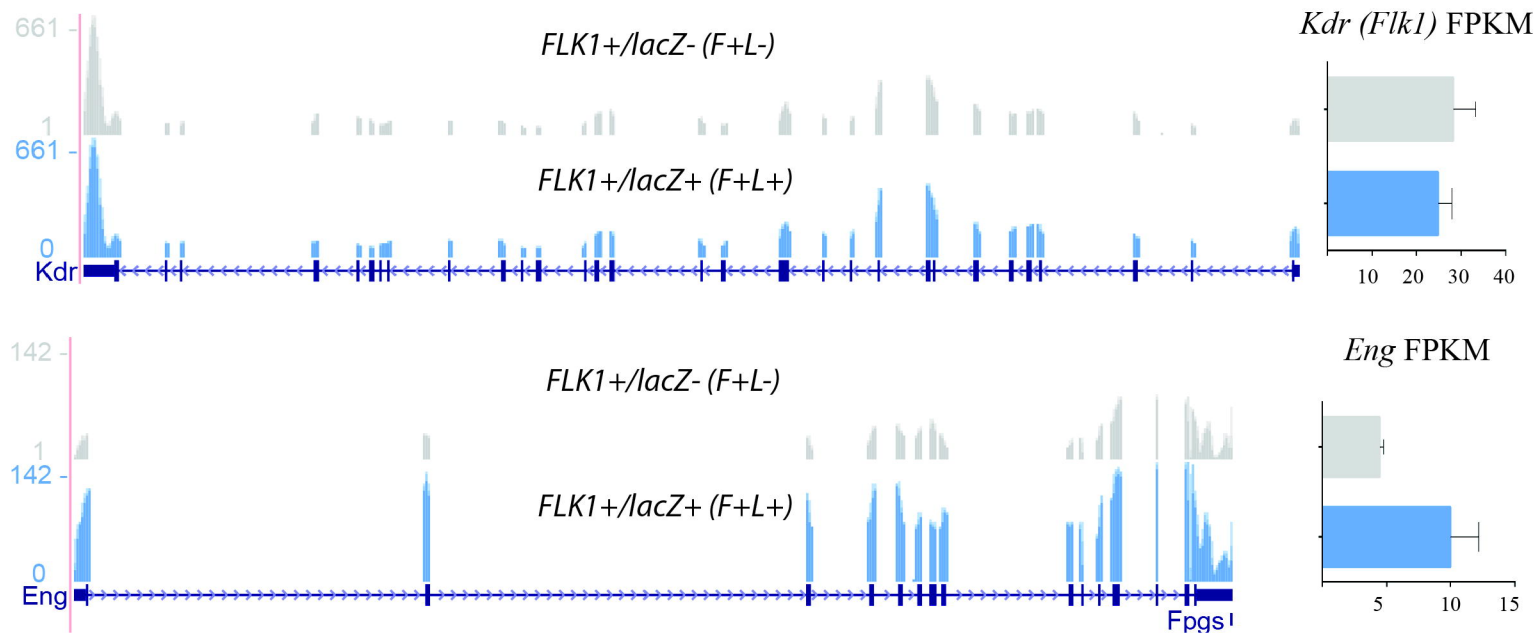 661
FLK1+/lacZ- (F+L-)
1
661
FLK1+/lacZ+ (F+L+)
0
Kdr
Kdr (Flk1) FPKM
10 20 30 40
142
FLK1+/lacZ- (F+L-)
1
142
FLK1+/lacZ+ (F+L+)
0
Eng
Fpgs
Eng FPKM
5 10 15